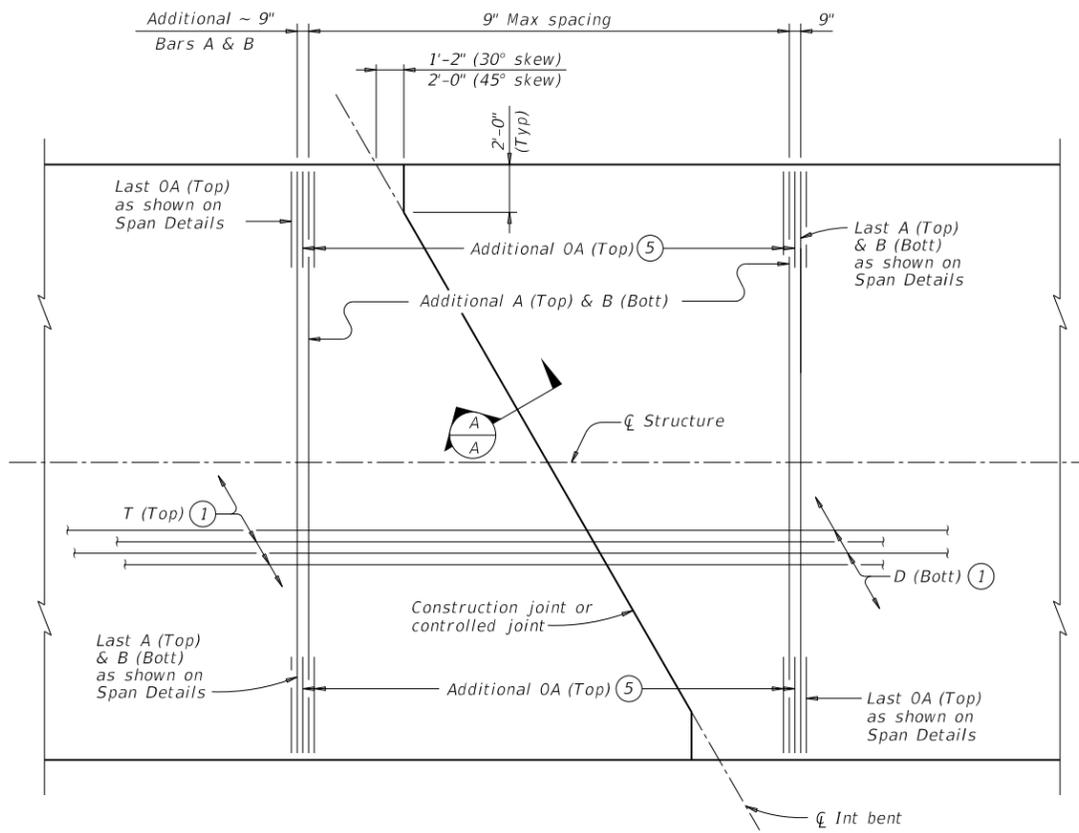 Additional ~ 9"
Bars A & B
9" Max spacing
9"
1'-2" (30° skew)
2'-0" (45° skew)
2'-0"
(Typ)
Last OA (Top)
as shown on
Span Details
Last A (Top)
& B (Bott)
as shown on
Span Details
Additional OA (Top) 5
Additional A (Top) & B (Bott)
A
A
℄ Structure
T (Top) 1
D (Bott) 1
Construction joint or
controlled joint
Last A (Top)
& B (Bott)
as shown on
Span Details
Additional OA (Top) 5
Last OA (Top)
as shown on
Span Details
℄ Int bent